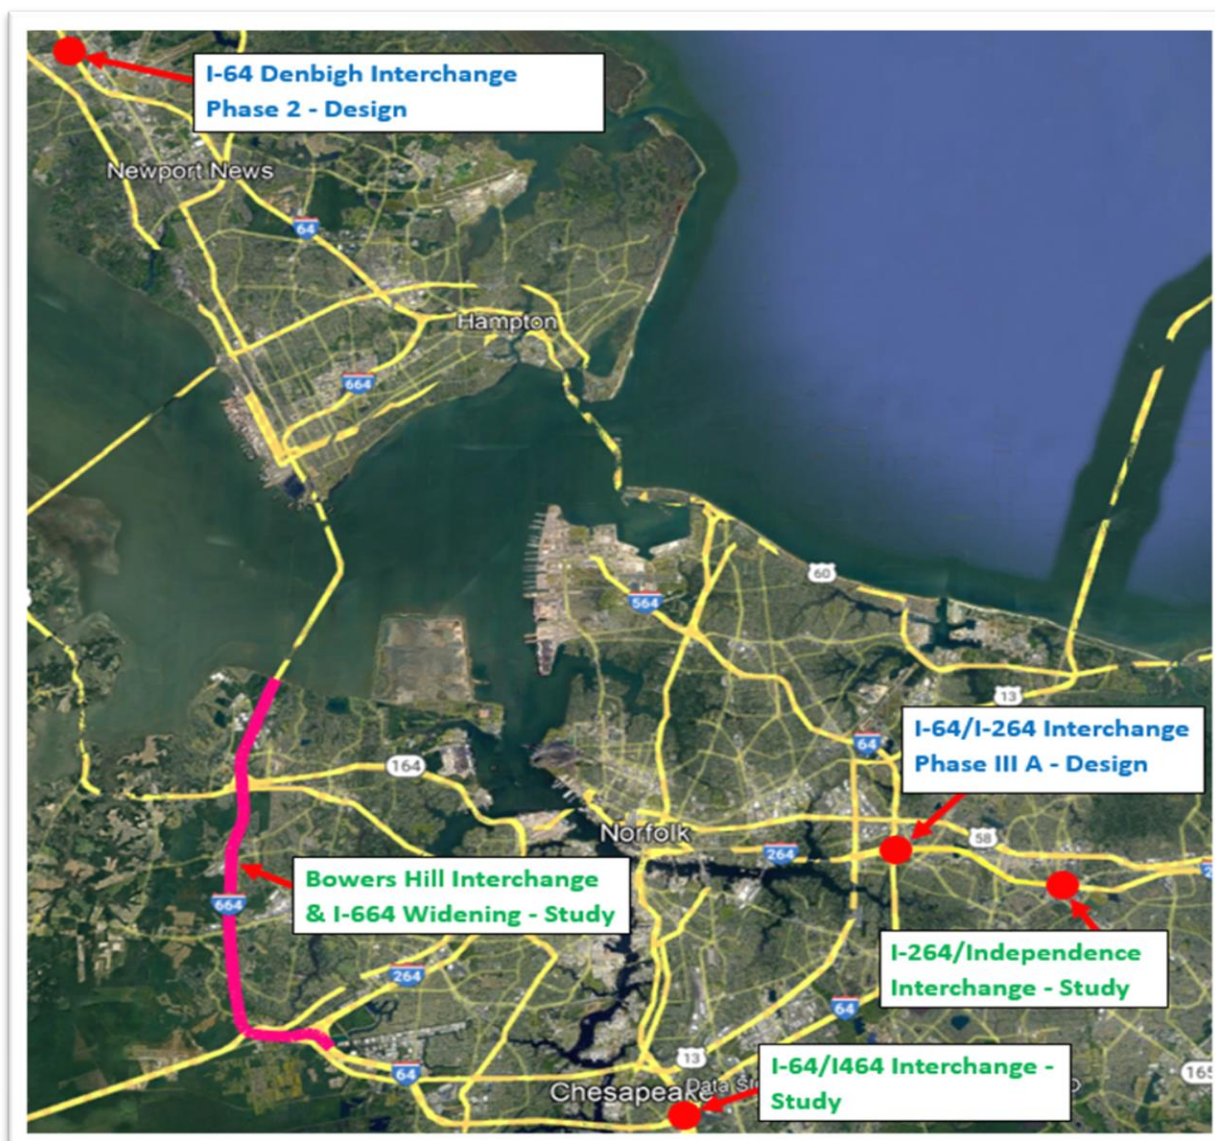 I-64 Denbigh Interchange
Phase 2 - Design
Newport News
64
Hampton
664
60
564
13
I-64/I-264 Interchange
Phase III A - Design
64
164
Norfolk
58
264
Bowers Hill Interchange
& I-664 Widening - Study
664
I-264/Independence
Interchange - Study
264
64
13
I-64/I464 Interchange -
Study
64
165
Chesapeake
Data